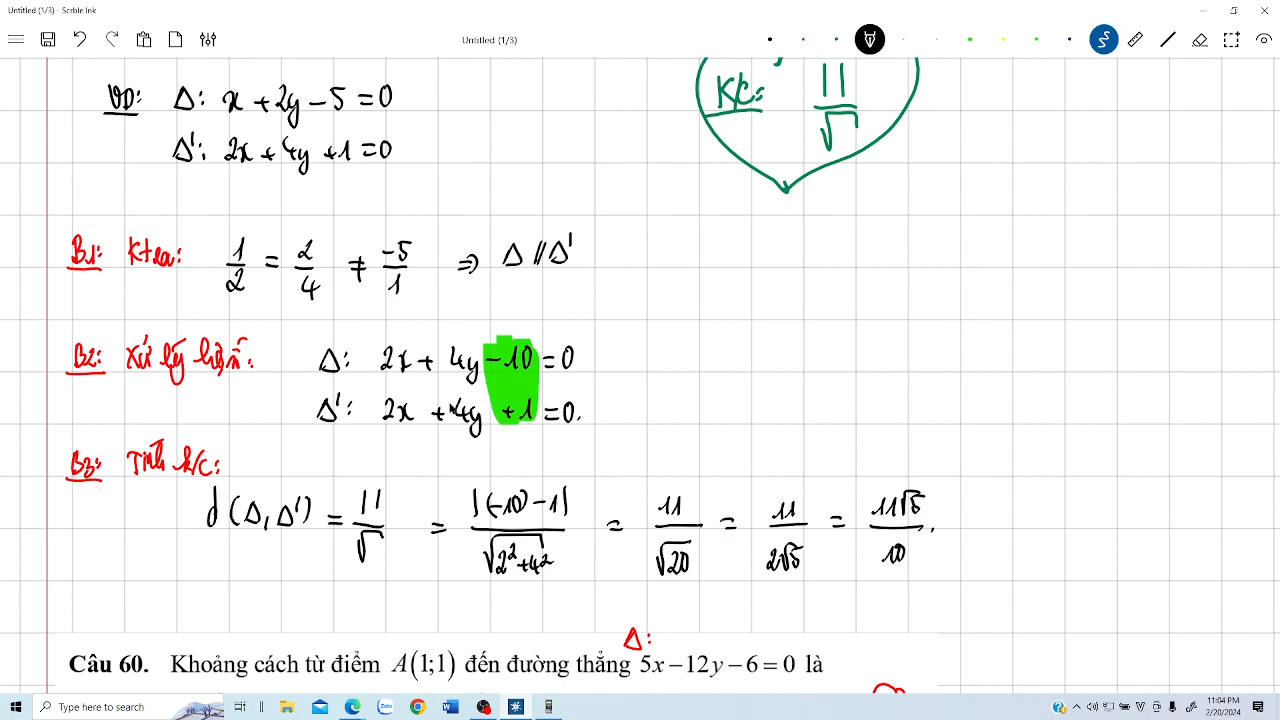 Untitled (1/3) - Scrble Ink
Untitled (1/3)
K/C: | | / √
VD: Δ: x + 2y - 5 = 0
Δ': 2x + 4y + 1 = 0
B1: Ktra: 1/2 = 2/4 ≠ -5/1 ⇒ Δ // Δ'
B2: Xử lý hệ số: Δ: 2x + 4y - 10 = 0
Δ': 2x + 4y + 1 = 0.
B3: Tính k/c:
d(Δ, Δ') = | | / √ = |(-10) - 1| / √(2² + 4²) = 11/√20 = 11/2√5 = 11√5/10.
Δ:
Câu 60. Khoảng cách từ điểm A(1;1) đến đường thẳng 5x − 12y − 6 = 0 là
Type here to search
Zalo
11:04 PM
2/20/2024